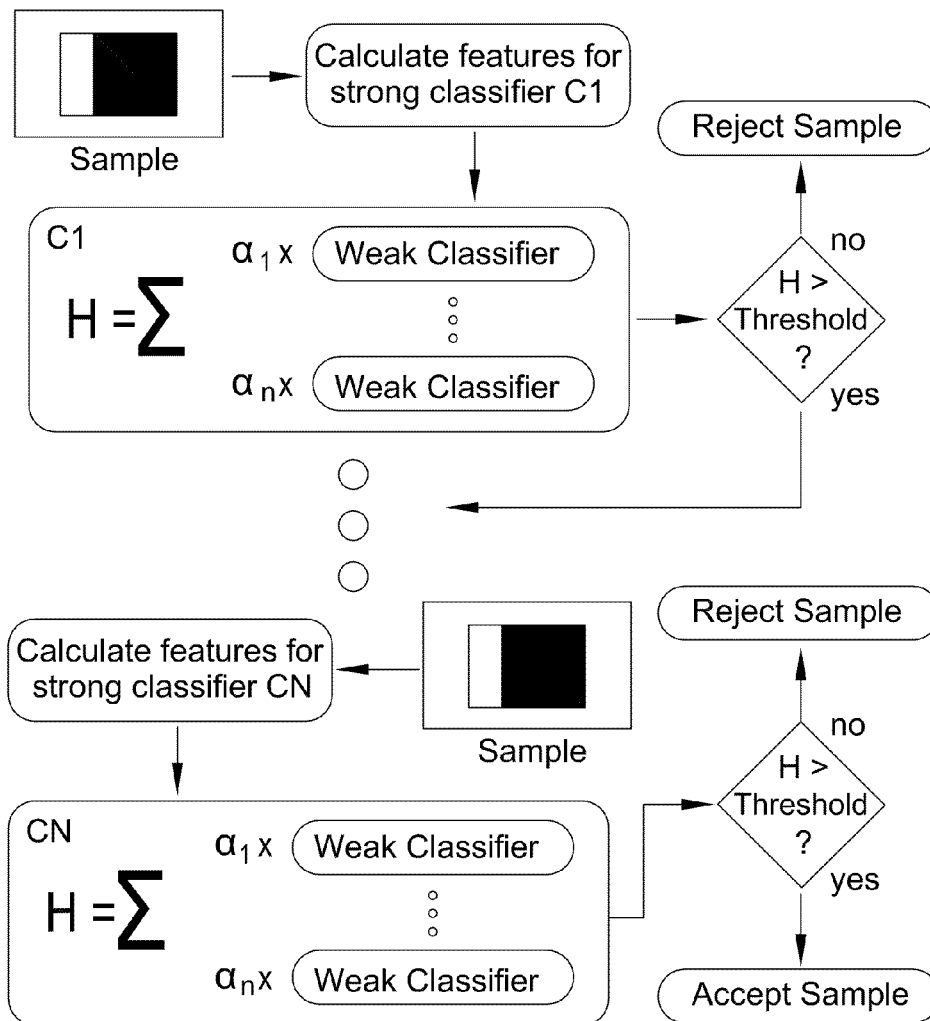 Calculate features for
strong classifier C1
Sample
Reject Sample
C1
α1 x Weak Classifier
H = ∑
αn x Weak Classifier
no
H >
Threshold
?
yes
Calculate features for
strong classifier CN
Sample
Reject Sample
CN
α1 x Weak Classifier
H = ∑
αn x Weak Classifier
no
H >
Threshold
?
yes
Accept Sample